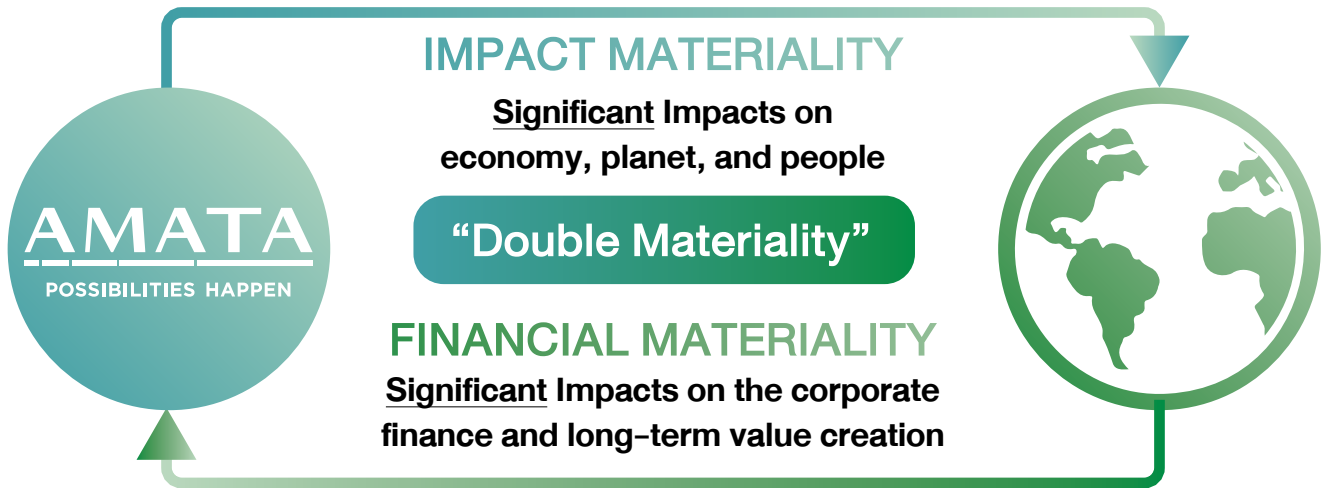 IMPACT MATERIALITY
Significant Impacts on
economy, planet, and people
AMATA
POSSIBILITIES HAPPEN
“Double Materiality”
FINANCIAL MATERIALITY
Significant Impacts on the corporate
finance and long-term value creation